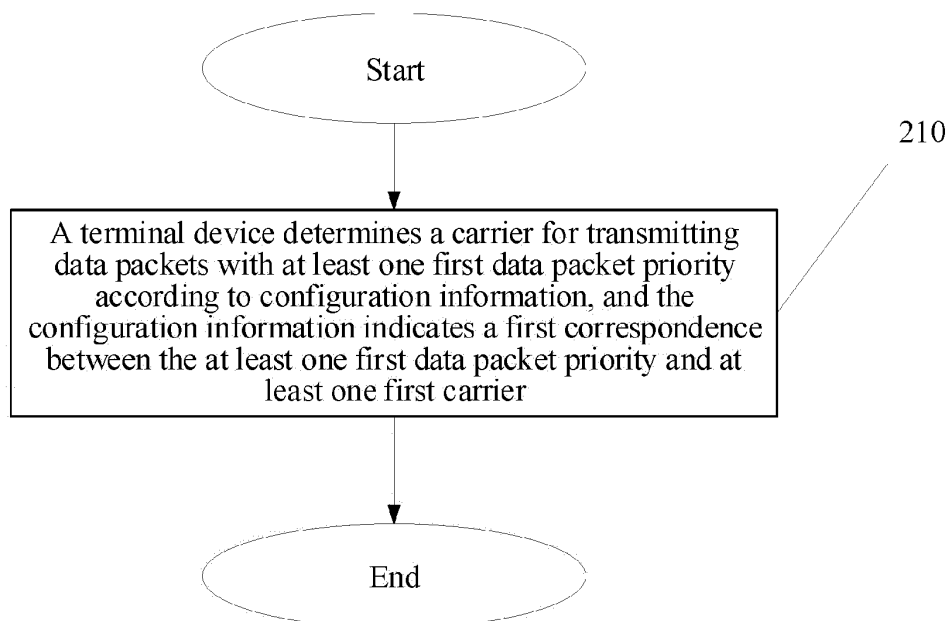 Start
210
A terminal device determines a carrier for transmitting
data packets with at least one first data packet priority
according to configuration information, and the
configuration information indicates a first correspondence
between the at least one first data packet priority and at
least one first carrier
End